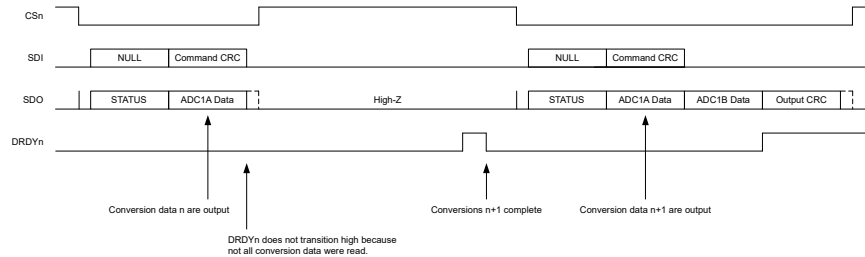 CSn
SDI
NULL
Command CRC
NULL
Command CRC
SDO
STATUS
ADC1A Data
High-Z
STATUS
ADC1A Data
ADC1B Data
Output CRC
DRDYn
Conversion data n are output
Conversions n+1 complete
Conversion data n+1 are output
DRDYn does not transition high because
not all conversion data were read.